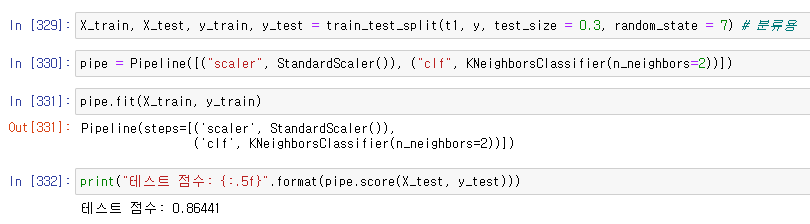 In [329]: X_train, X_test, y_train, y_test = train_test_split(t1, y, test_size = 0.3, random_state = 7) # 분류용
In [330]: pipe = Pipeline([("scaler", StandardScaler()), ("clf", KNeighborsClassifier(n_neighbors=2))])
In [331]: pipe.fit(X_train, y_train)
Out[331]: Pipeline(steps=[('scaler', StandardScaler()),
('clf', KNeighborsClassifier(n_neighbors=2))])
In [332]: print("테스트 점수: {:.5f}".format(pipe.score(X_test, y_test)))
테스트 점수: 0.86441